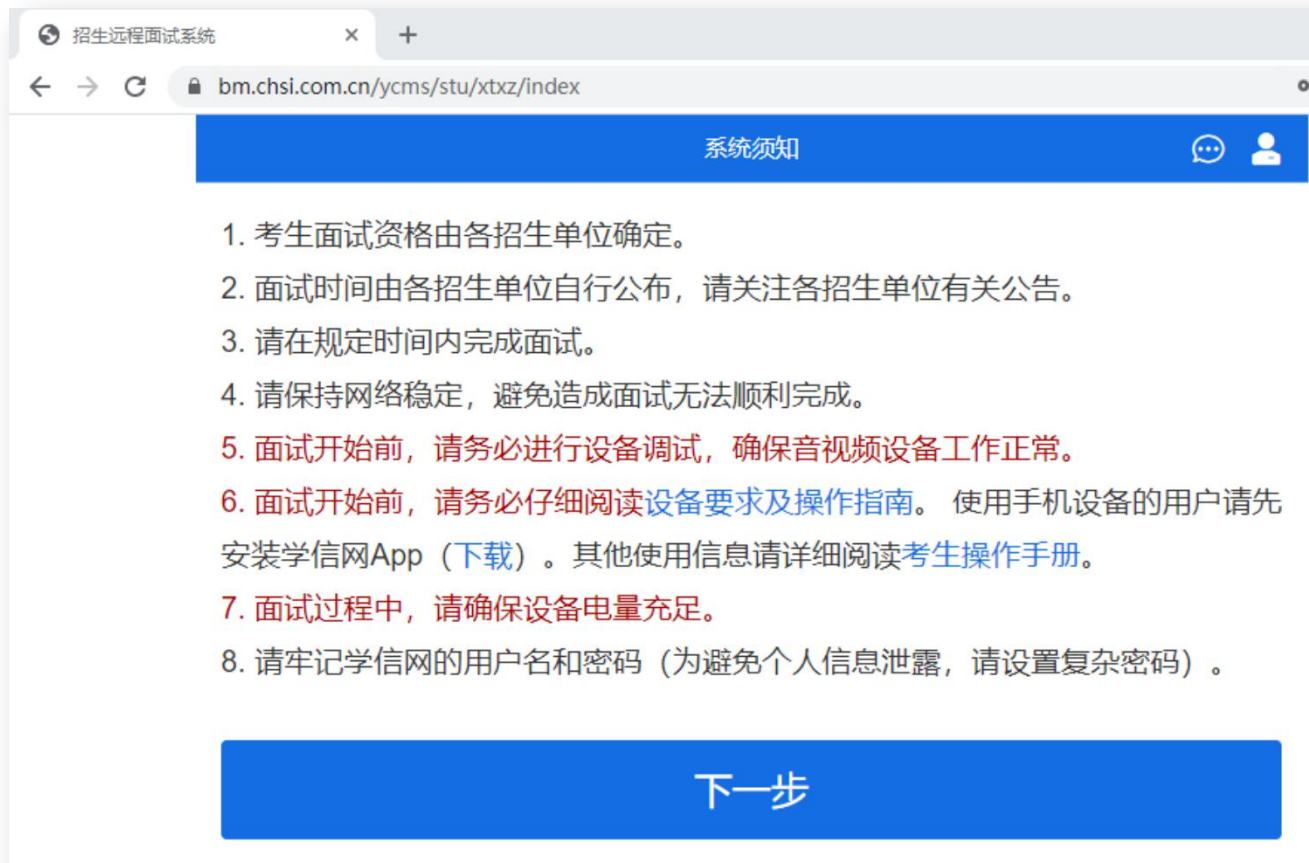 招生远程面试系统
bm.chsi.com.cn/ycms/stu/xtxz/index
系统须知
1. 考生面试资格由各招生单位确定。
2. 面试时间由各招生单位自行公布，请关注各招生单位有关公告。
3. 请在规定时间内完成面试。
4. 请保持网络稳定，避免造成面试无法顺利完成。
5. 面试开始前，请务必进行设备调试，确保音视频设备工作正常。
6. 面试开始前，请务必仔细阅读设备要求及操作指南。 使用手机设备的用户请先
安装学信网App（下载）。其他使用信息请详细阅读考生操作手册。
7. 面试过程中，请确保设备电量充足。
8. 请牢记学信网的用户名和密码（为避免个人信息泄露，请设置复杂密码）。
下一步